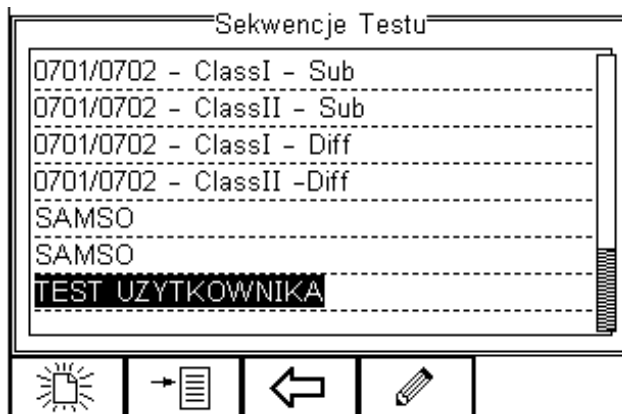 Sekwencje Testu
0701/0702 - ClassI - Sub
0701/0702 - ClassII - Sub
0701/0702 - ClassI - Diff
0701/0702 - ClassII -Diff
SAMSO
SAMSO
TEST UZYTKOWNIKA